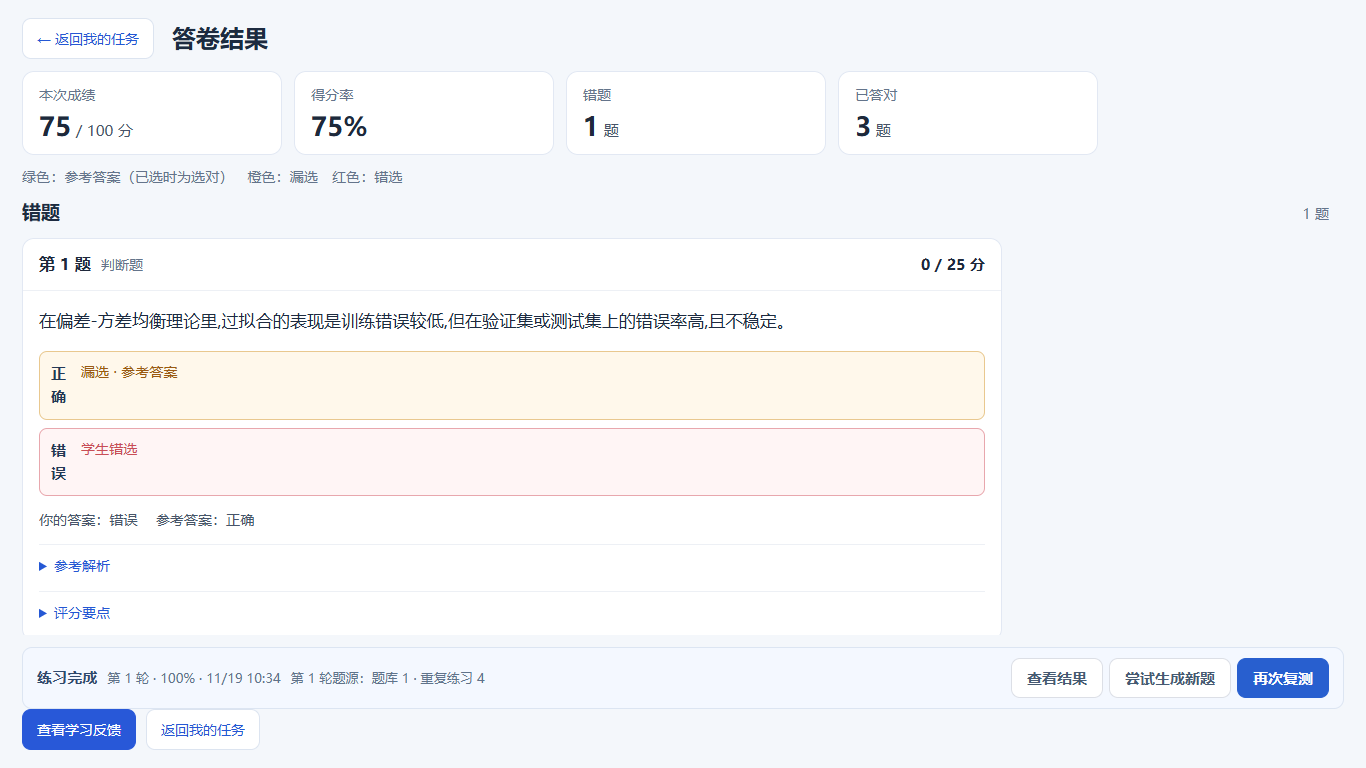 ← 返回我的任务
答卷结果
本次成绩
75 / 100 分
得分率
75%
错题
1 题
已答对
3 题
绿色：参考答案（已选时为选对） 橙色：漏选 红色：错选
错题
1 题
第 1 题 判断题
0 / 25 分
在偏差-方差均衡理论里,过拟合的表现是训练错误较低,但在验证集或测试集上的错误率高,且不稳定。
正
确
漏选 · 参考答案
错
误
学生错选
你的答案：错误 参考答案：正确
▶ 参考解析
▶ 评分要点
练习完成 第 1 轮 · 100% · 11/19 10:34 第 1 轮题源：题库 1 · 重复练习 4
查看结果
尝试生成新题
再次复测
查看学习反馈
返回我的任务